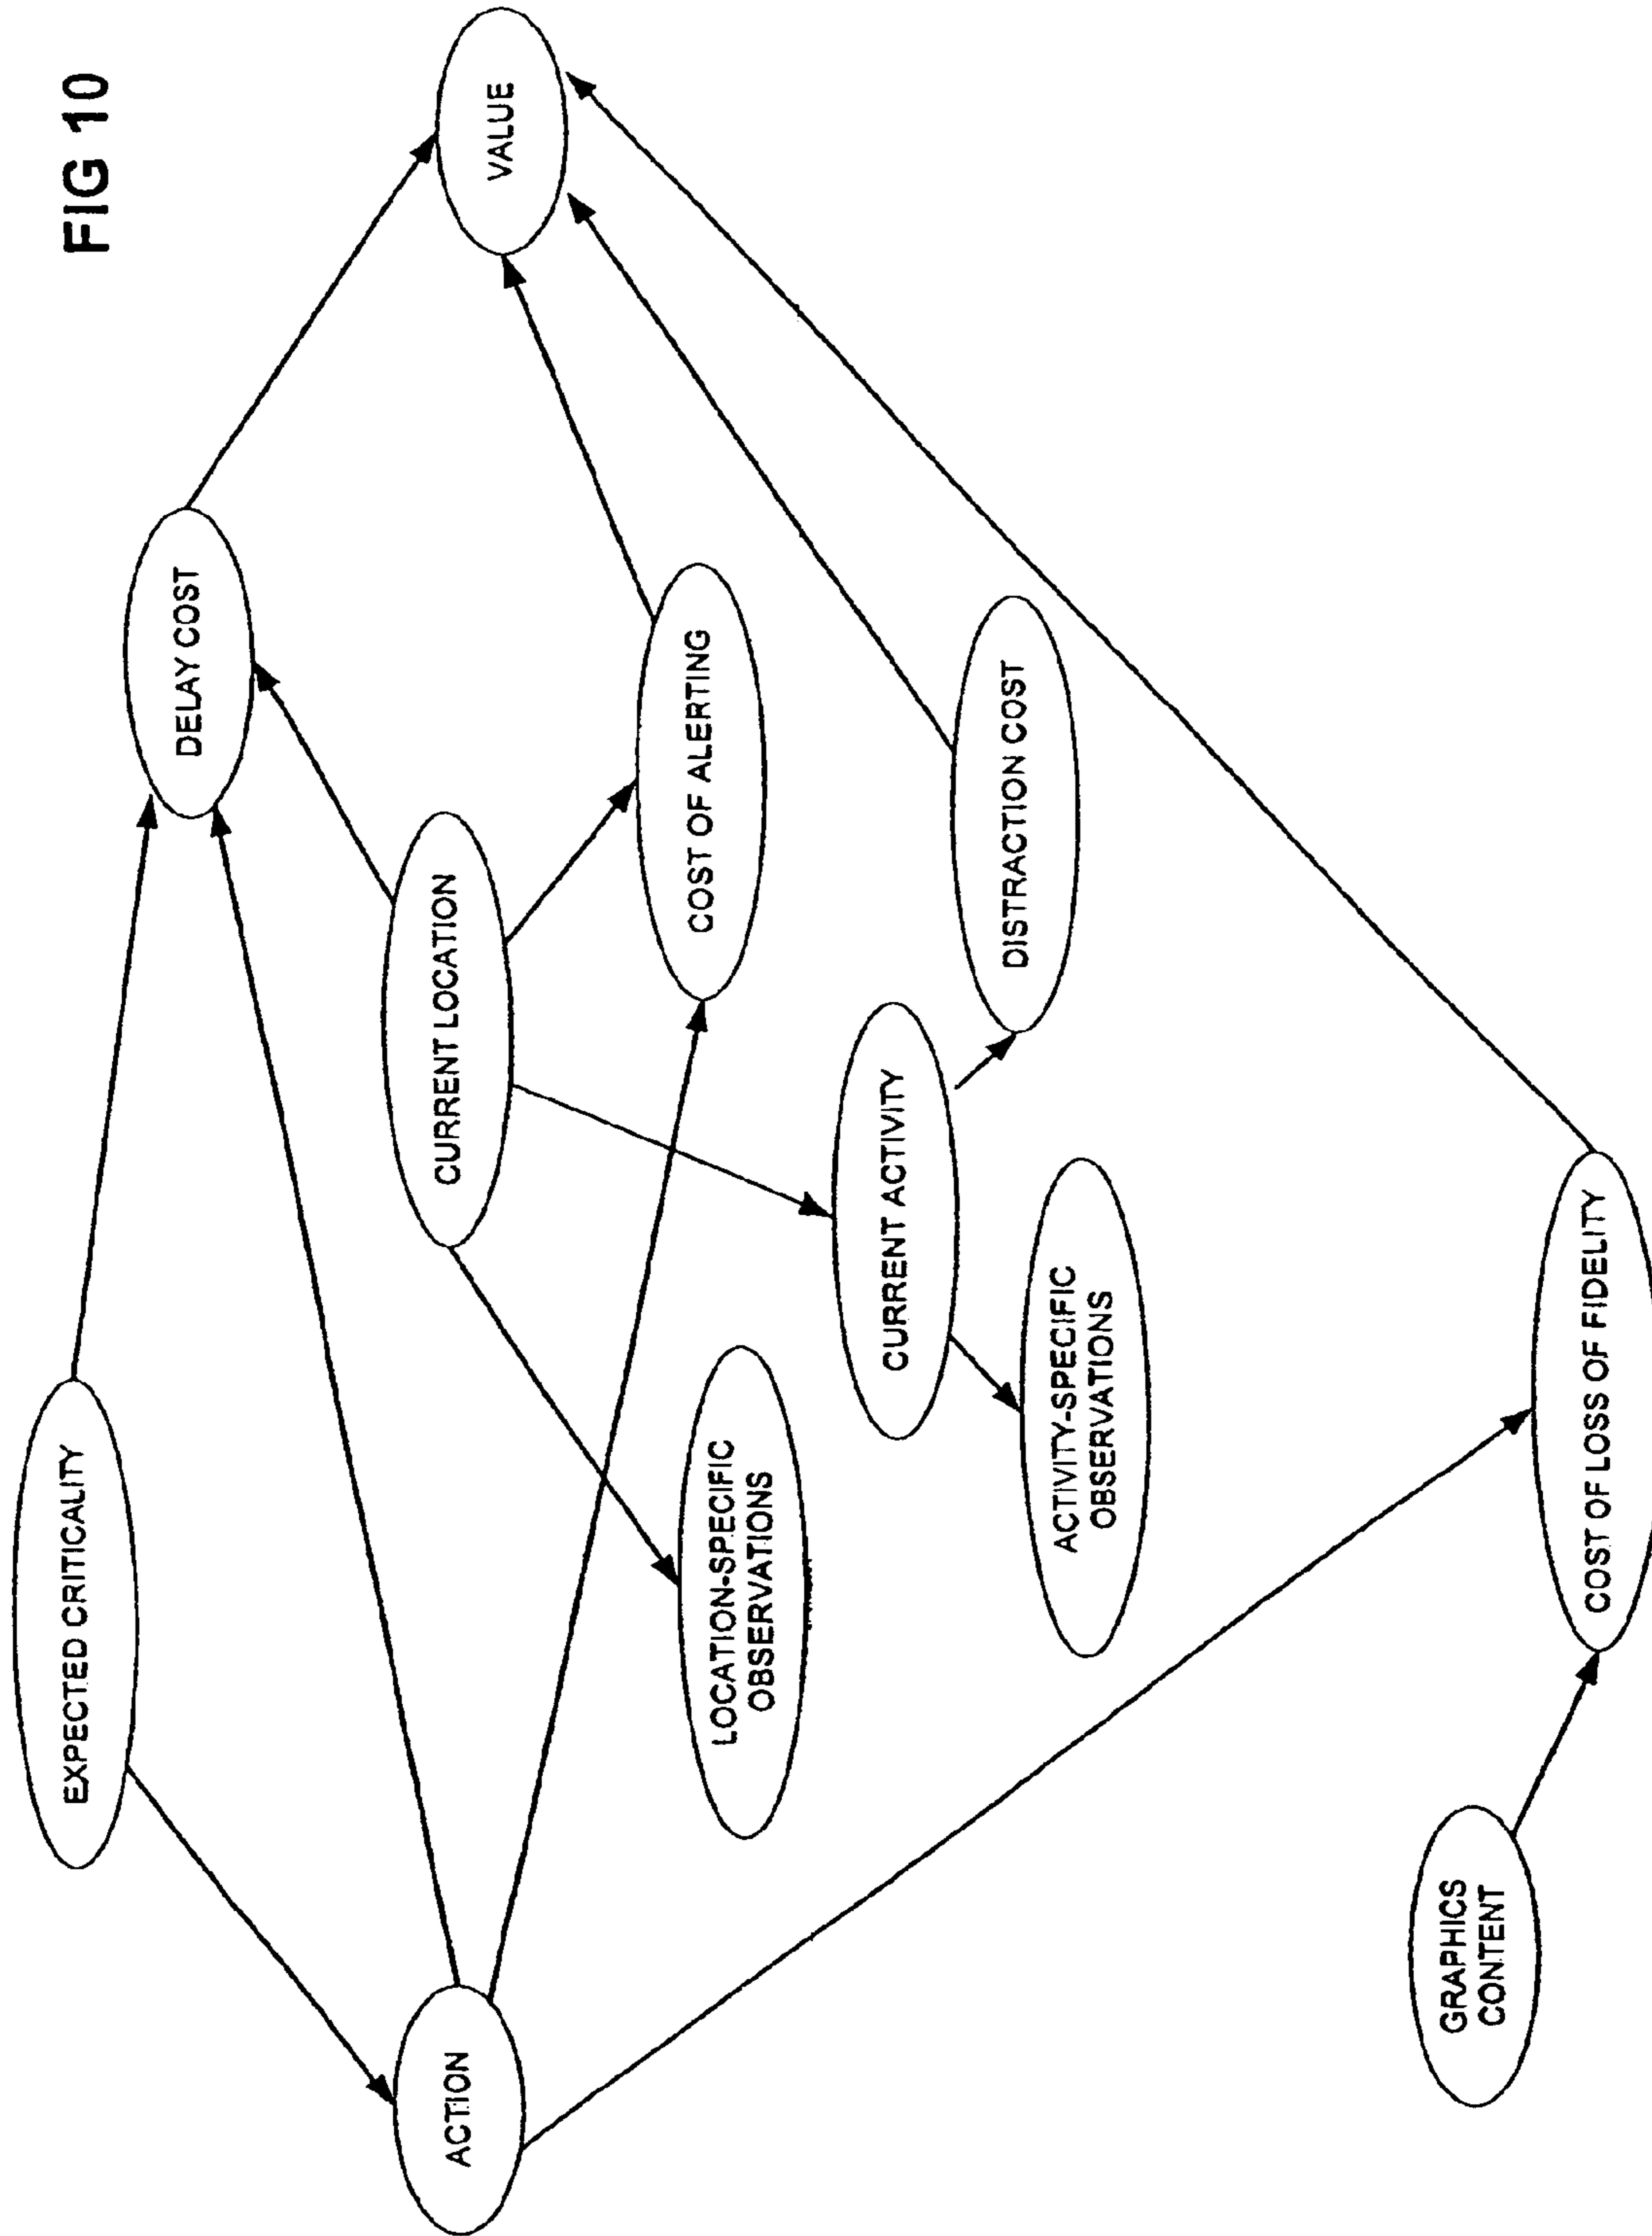 FIG 10
EXPECTED CRITICALITY
DELAY COST
ACTION
CURRENT LOCATION
VALUE
LOCATION-SPECIFIC
OBSERVATIONS
COST OF ALERTING
CURRENT ACTIVITY
ACTIVITY-SPECIFIC
OBSERVATIONS
DISTRACTION COST
GRAPHICS
CONTENT
COST OF LOSS OF FIDELITY